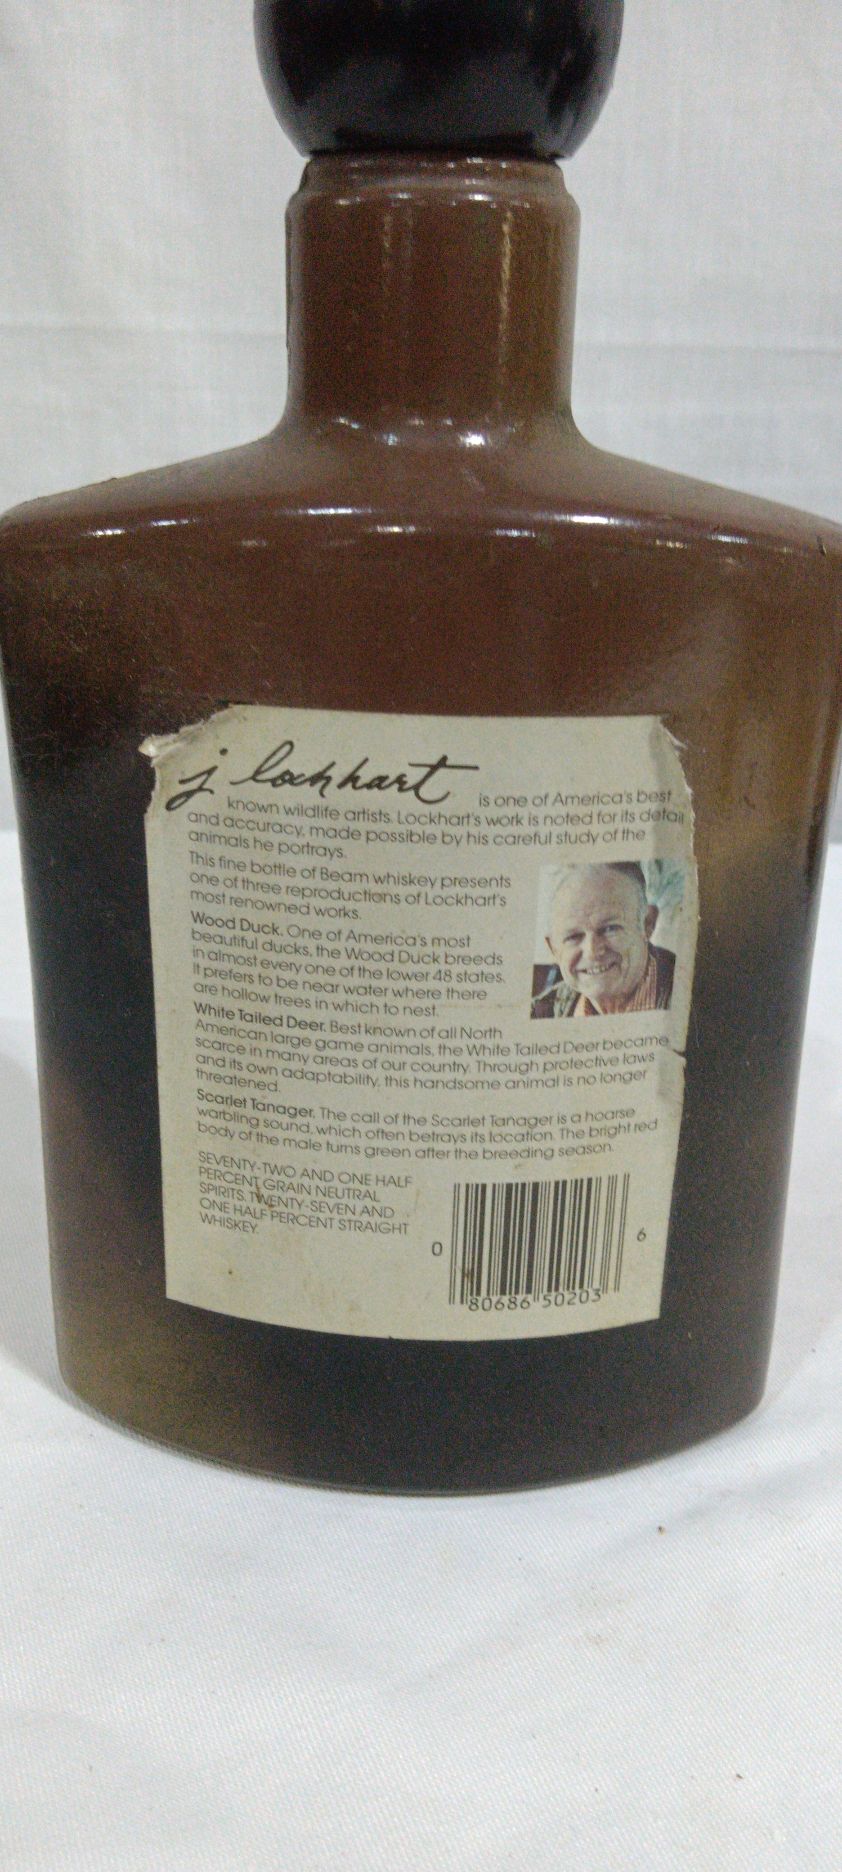 j lockhart is one of America's best
known wildlife artists. Lockhart's work is noted for its detail
and accuracy, made possible by his careful study of the
animals he portrays.
This fine bottle of Beam whiskey presents
one of three reproductions of Lockhart's
most renowned works.
Wood Duck. One of America's most
beautiful ducks, the Wood Duck breeds
in almost every one of the lower 48 states.
It prefers to be near water where there
are hollow trees in which to nest.
White Tailed Deer. Best known of all North
American large game animals, the White Tailed Deer became
scarce in many areas of our country. Through protective laws
and its own adaptability, this handsome animal is no longer
threatened.
Scarlet Tanager. The call of the Scarlet Tanager is a hoarse
warbling sound, which often betrays its location. The bright red
body of the male turns green after the breeding season.
SEVENTY-TWO AND ONE HALF
PERCENT GRAIN NEUTRAL
SPIRITS. TWENTY-SEVEN AND
ONE HALF PERCENT STRAIGHT
WHISKEY.
0 80686 50203 6